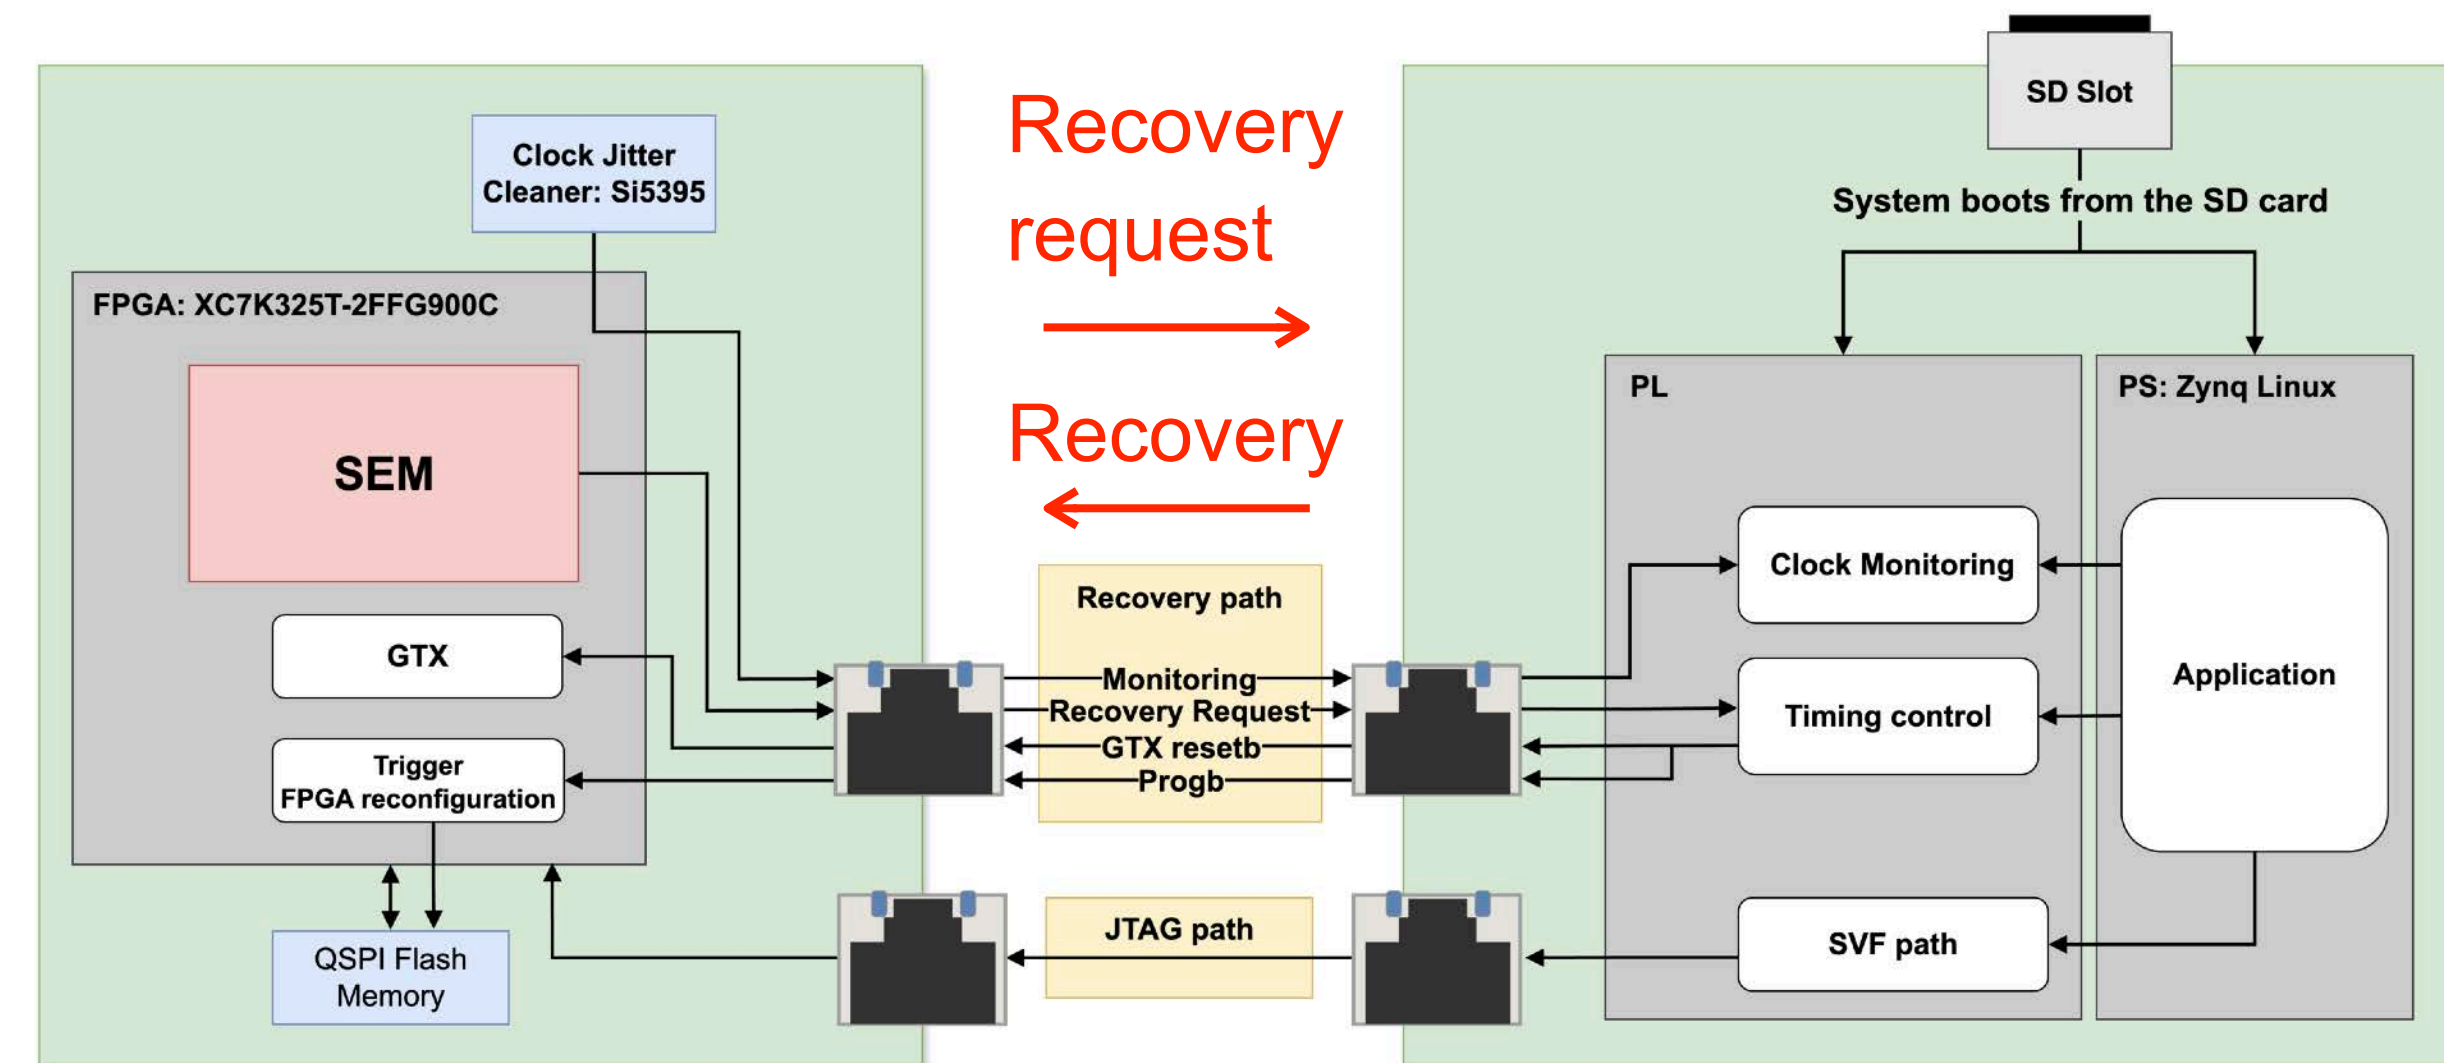 SD Slot
Clock Jitter
Cleaner: Si5395
Recovery
request
System boots from the SD card
FPGA: XC7K325T-2FFG900C
PL
PS: Zynq Linux
Recovery
SEM
Clock Monitoring
Recovery path
GTX
Monitoring
Application
Recovery Request
Timing control
GTX resetb
Trigger
FPGA reconfiguration
Progb
JTAG path
SVF path
QSPI Flash
Memory